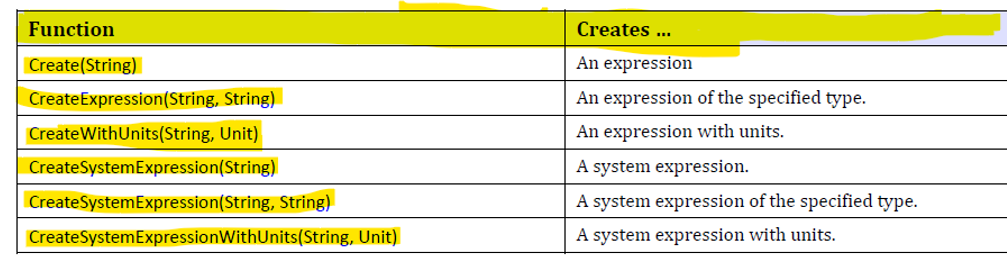 Function Creates ...
Create(String) An expression
CreateExpression(String, String) An expression of the specified type.
CreateWithUnits(String, Unit) An expression with units.
CreateSystemExpression(String) A system expression.
CreateSystemExpression(String, String) A system expression of the specified type.
CreateSystemExpressionWithUnits(String, Unit) A system expression with units.